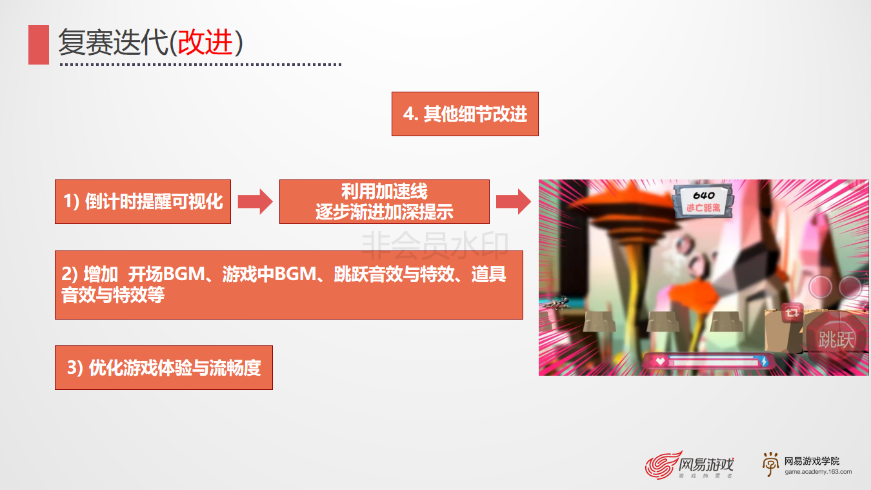 复赛迭代(改进)
4. 其他细节改进
1) 倒计时提醒可视化
利用加速线
逐步渐进加深提示
640
逃亡距离
非会员水印
2) 增加 开场BGM、游戏中BGM、跳跃音效与特效、道具
音效与特效等
跳跃
3) 优化游戏体验与流畅度
网易游戏
游戏热爱者
网易游戏学院
game.academy.163.com